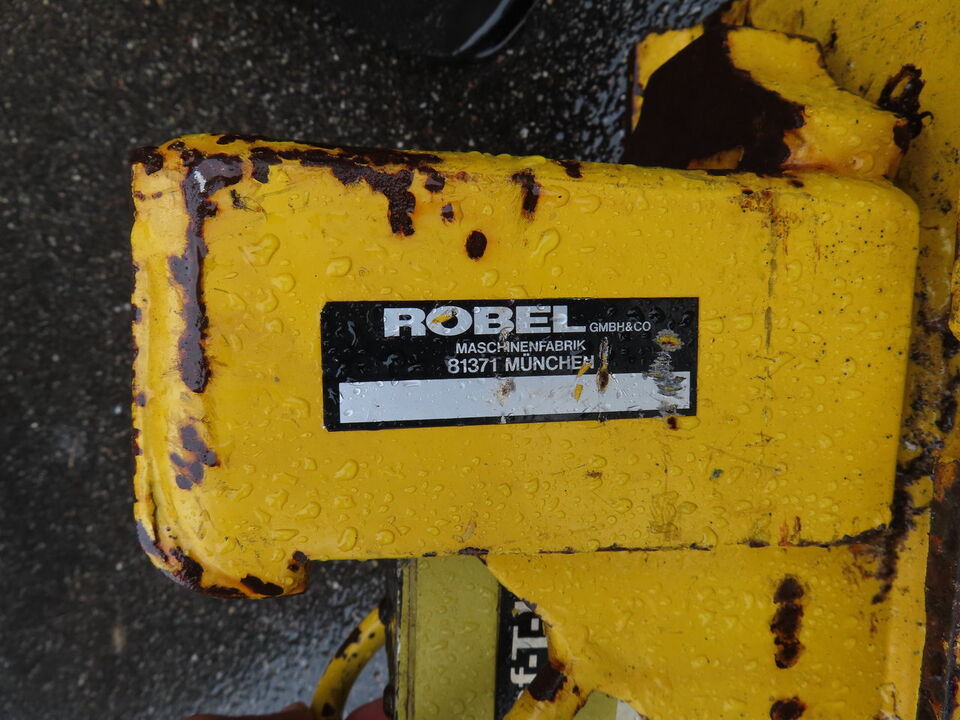 ROBEL GMBH&CO
MASCHINENFABRIK
81371 MÜNCHEN
f-T-